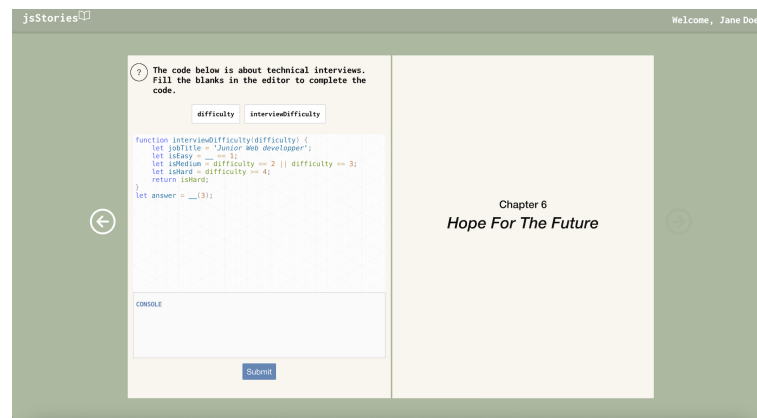 jsStories
Welcome, Jane Doe
?
The code below is about technical interviews.
Fill the blanks in the editor to complete the
code.
difficulty interviewDifficulty
function interviewDifficulty(difficulty) {
let jobTitle = 'Junior Web developper';
let isEasy = __ == 1;
let isMedium = difficulty == 2 || difficulty == 3;
let isHard = difficulty >= 4;
return isHard;
}
let answer = __(3);
CONSOLE
Submit
Chapter 6
Hope For The Future